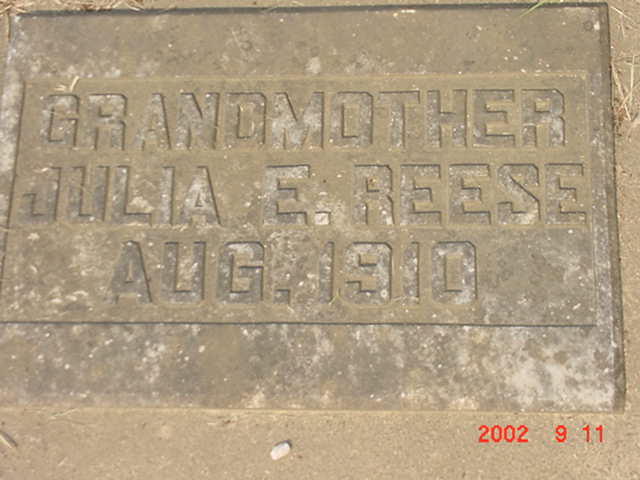 GRANDMOTHER
JULIA E. REESE
AUG. 1910
2002 9 11